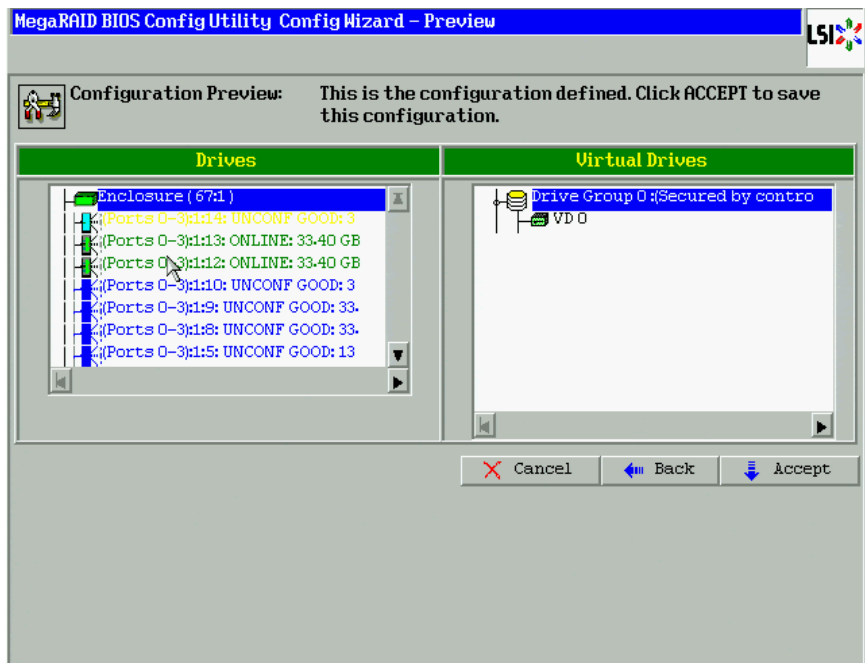 MegaRAID BIOS Config Utility Config Wizard – Preview
LSI
Configuration Preview: This is the configuration defined. Click ACCEPT to save
this configuration.
Drives
Enclosure ( 67:1 )
(Ports 0-3):1:14: UNCONF GOOD: 3
(Ports 0-3):1:13: ONLINE: 33.40 GB
(Ports 0-3):1:12: ONLINE: 33.40 GB
(Ports 0-3):1:10: UNCONF GOOD: 3
(Ports 0-3):1:9: UNCONF GOOD: 33.
(Ports 0-3):1:8: UNCONF GOOD: 33.
(Ports 0-3):1:5: UNCONF GOOD: 13
Virtual Drives
Drive Group 0 :(Secured by contro
VD 0
Cancel
Back
Accept